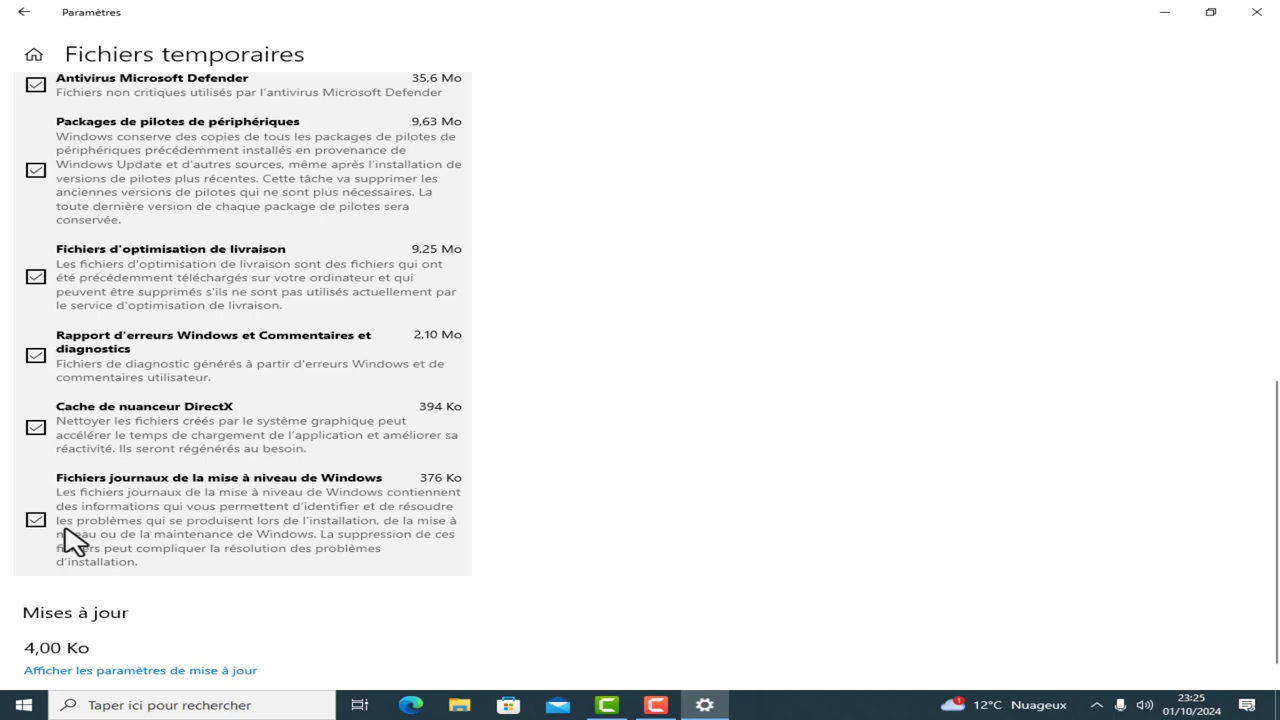 Paramètres
Fichiers temporaires
Antivirus Microsoft Defender 35,6 Mo
Fichiers non critiques utilisés par l'antivirus Microsoft Defender
Packages de pilotes de périphériques 9,63 Mo
Windows conserve des copies de tous les packages de pilotes de
périphériques précédemment installés en provenance de
Windows Update et d'autres sources, même après l'installation de
versions de pilotes plus récentes. Cette tâche va supprimer les
anciennes versions de pilotes qui ne sont plus nécessaires. La
toute dernière version de chaque package de pilotes sera
conservée.
Fichiers d'optimisation de livraison 9,25 Mo
Les fichiers d'optimisation de livraison sont des fichiers qui ont
été précédemment téléchargés sur votre ordinateur et qui
peuvent être supprimés s'ils ne sont pas utilisés actuellement par
le service d'optimisation de livraison.
Rapport d'erreurs Windows et Commentaires et 2,10 Mo
diagnostics
Fichiers de diagnostic générés à partir d'erreurs Windows et de
commentaires utilisateur.
Cache de nuanceur DirectX 394 Ko
Nettoyer les fichiers créés par le système graphique peut
accélérer le temps de chargement de l'application et améliorer sa
réactivité. Ils seront régénérés au besoin.
Fichiers journaux de la mise à niveau de Windows 376 Ko
Les fichiers journaux de la mise à niveau de Windows contiennent
des informations qui vous permettent d'identifier et de résoudre
les problèmes qui se produisent lors de l'installation, de la mise à
niveau ou de la maintenance de Windows. La suppression de ces
fichiers peut compliquer la résolution des problèmes
d'installation.
Mises à jour
4,00 Ko
Afficher les paramètres de mise à jour
Taper ici pour rechercher
1
12°C Nuageux
23:25
01/10/2024